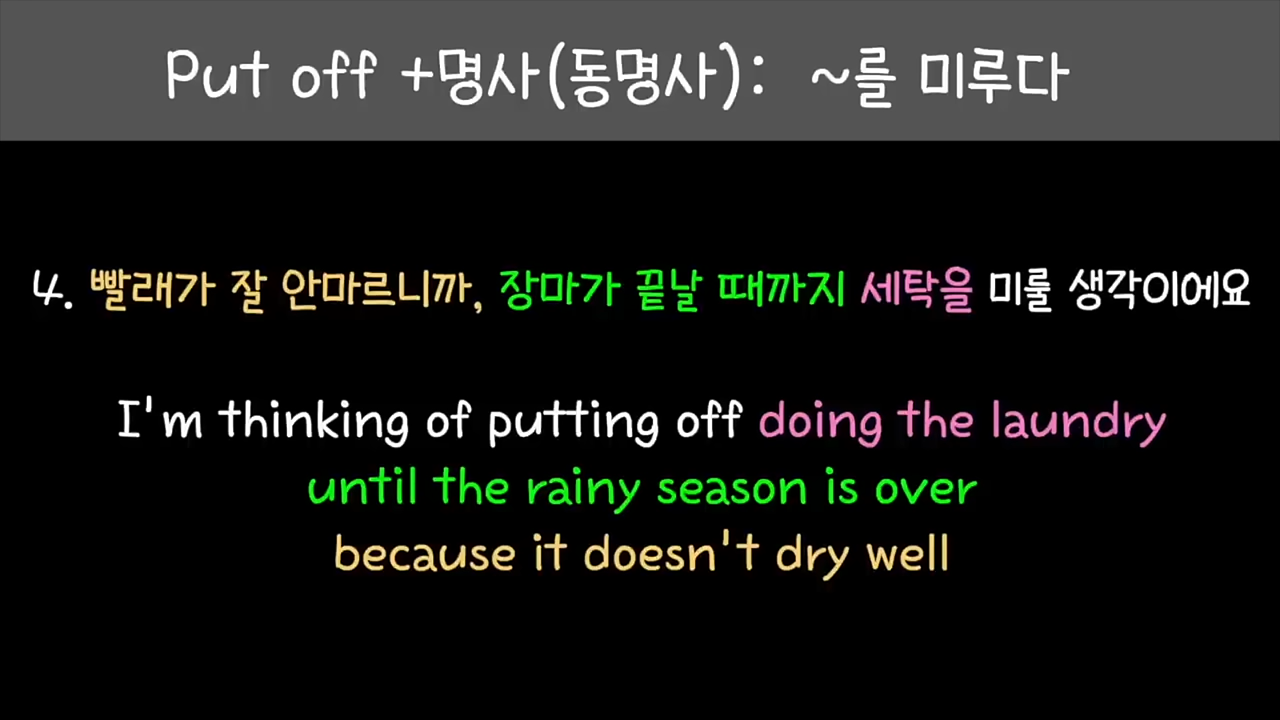 Put off +명사(동명사): ~를 미루다
4. 빨래가 잘 안마르니까, 장마가 끝날 때까지 세탁을 미룰 생각이에요
I'm thinking of putting off doing the laundry
until the rainy season is over
because it doesn't dry well